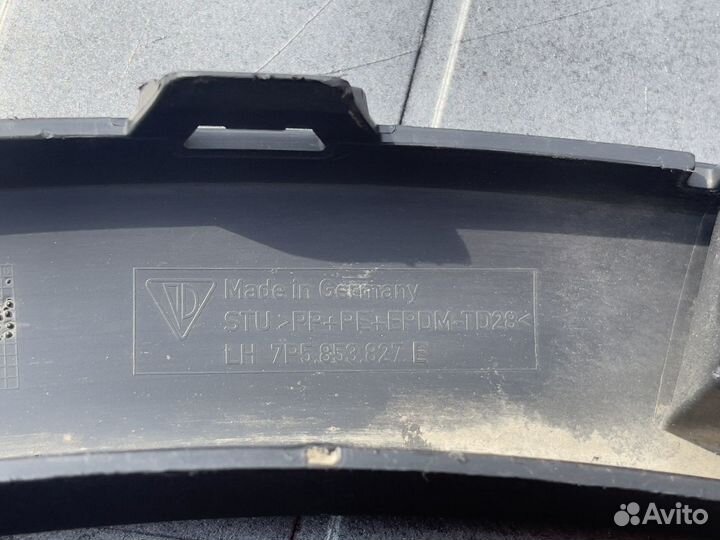 Made in Germany
STU >PP+PE+EPDM-TD28<
LH 7P5.853.827.E
Avito